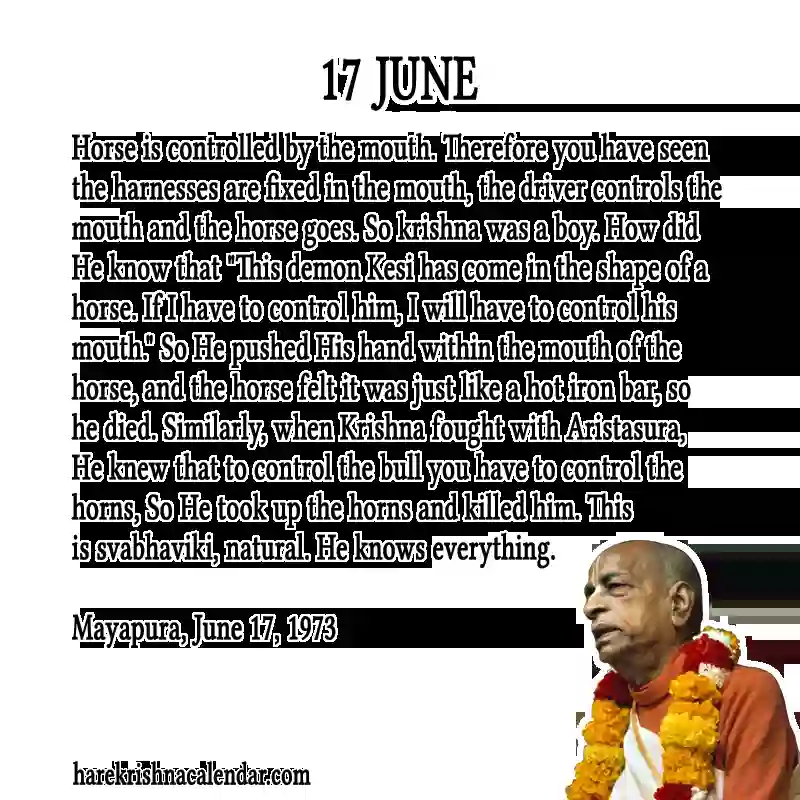 17 JUNE
Horse is controlled by the mouth. Therefore you have seen
the harnesses are fixed in the mouth, the driver controls the
mouth and the horse goes. So krishna was a boy. How did
He know that "This demon Kesi has come in the shape of a
horse. If I have to control him, I will have to control his
mouth." So He pushed His hand within the mouth of the
horse, and the horse felt it was just like a hot iron bar, so
he died. Similarly, when Krishna fought with Aristasura,
He knew that to control the bull you have to control the
horns, So He took up the horns and killed him. This
is svabhaviki, natural. He knows everything.
Mayapura, June 17, 1973
harekrishnacalendar.com